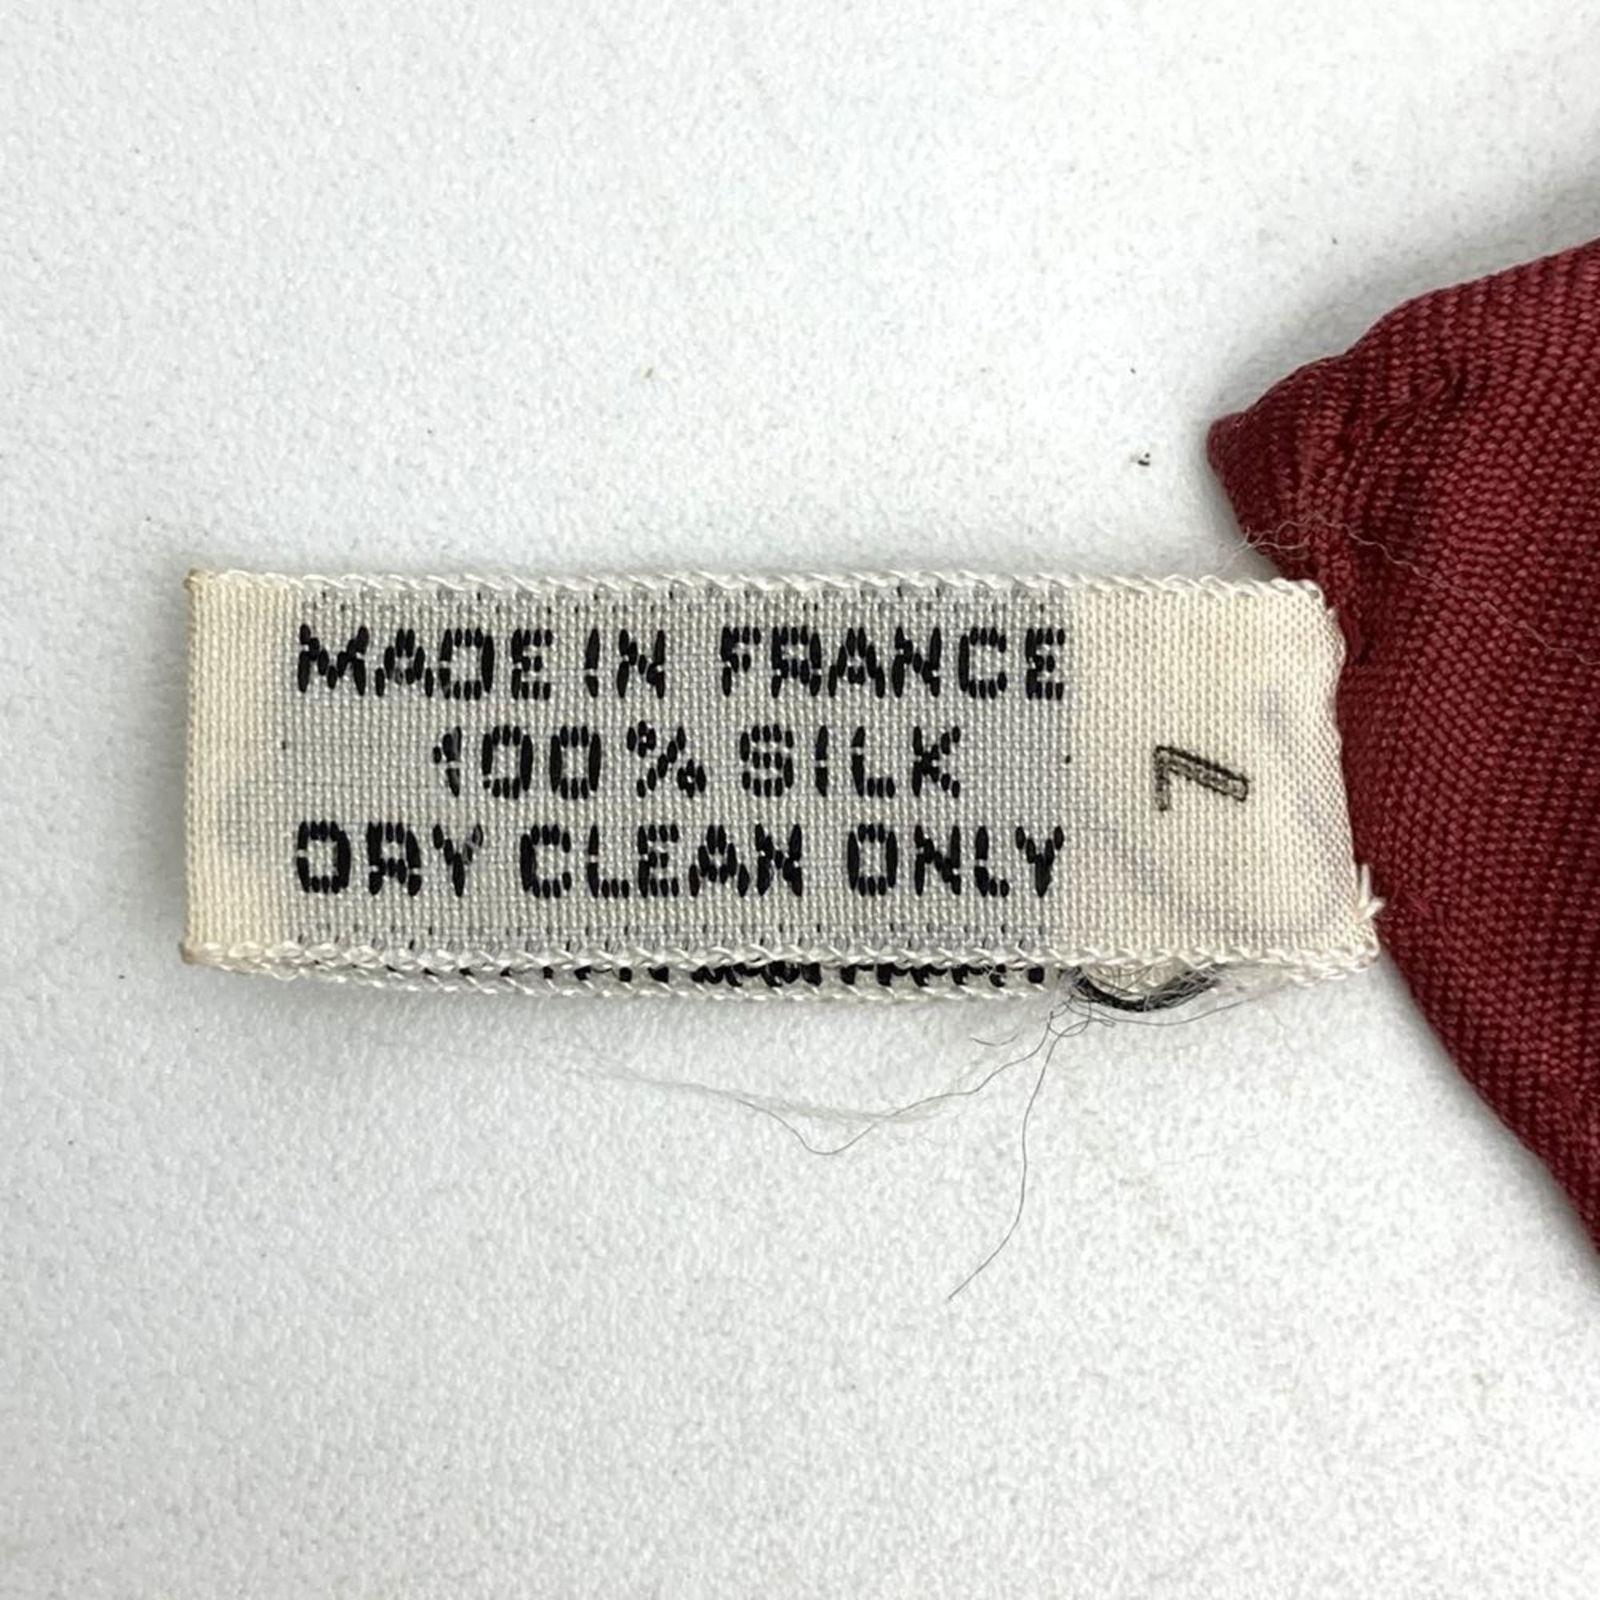 MADE IN FRANCE
100% SILK
DRY CLEAN ONLY
7